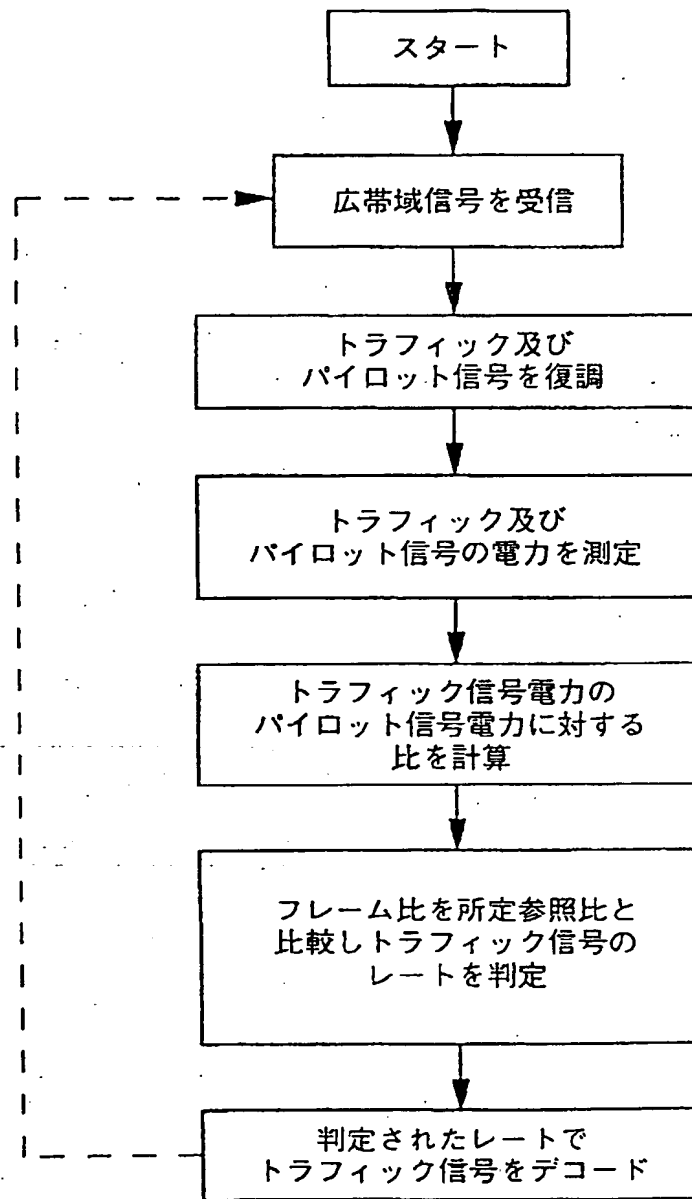 スタート
広帯域信号を受信
トラフィック及び
パイロット信号を復調
トラフィック及び
パイロット信号の電力を測定
トラフィック信号電力の
パイロット信号電力に対する
比を計算
フレーム比を所定参照比と
比較しトラフィック信号の
レートを判定
判定されたレートで
トラフィック信号をデコード